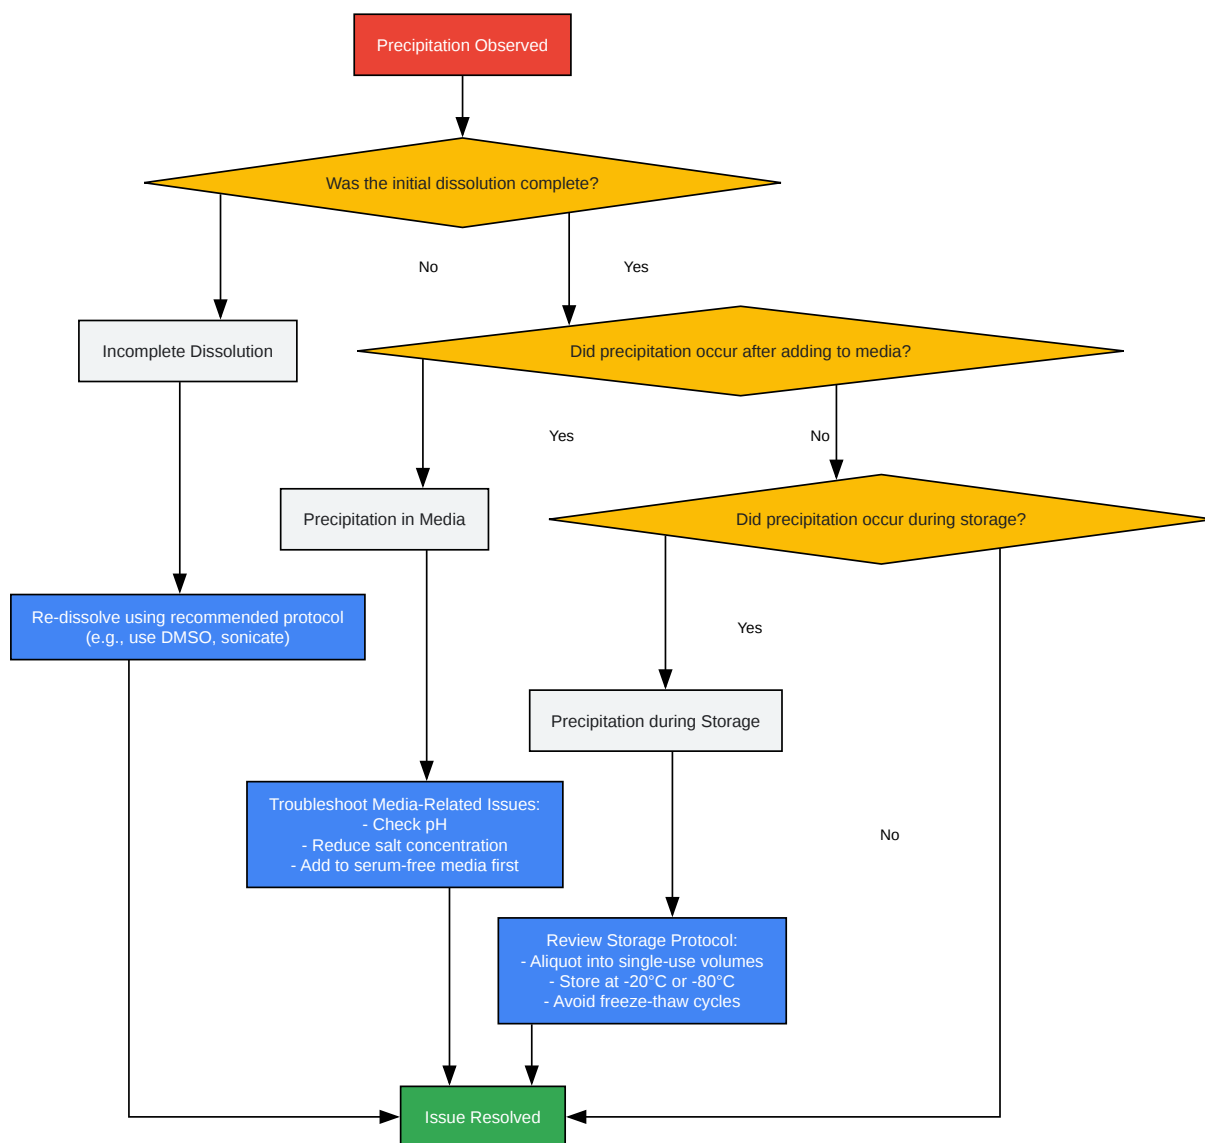 Precipitation Observed
Was the initial dissolution complete?
No
Yes
Incomplete Dissolution
Did precipitation occur after adding to media?
Yes
No
Precipitation in Media
Did precipitation occur during storage?
Re-dissolve using recommended protocol
(e.g., use DMSO, sonicate)
Yes
Precipitation during Storage
Troubleshoot Media-Related Issues:
- Check pH
- Reduce salt concentration
- Add to serum-free media first
No
Review Storage Protocol:
- Aliquot into single-use volumes
- Store at -20°C or -80°C
- Avoid freeze-thaw cycles
Issue Resolved